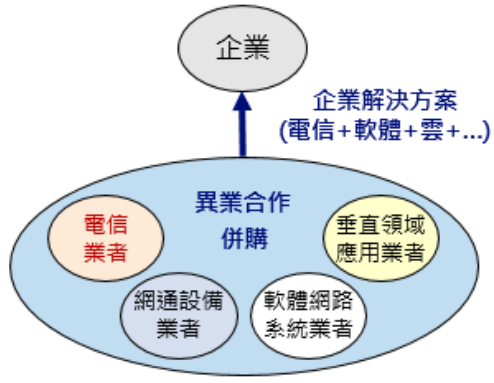 企業
企業解決方案
(電信+軟體+雲+...)
異業合作
併購
電信
業者
垂直領域
應用業者
網通設備
業者
軟體網路
系統業者